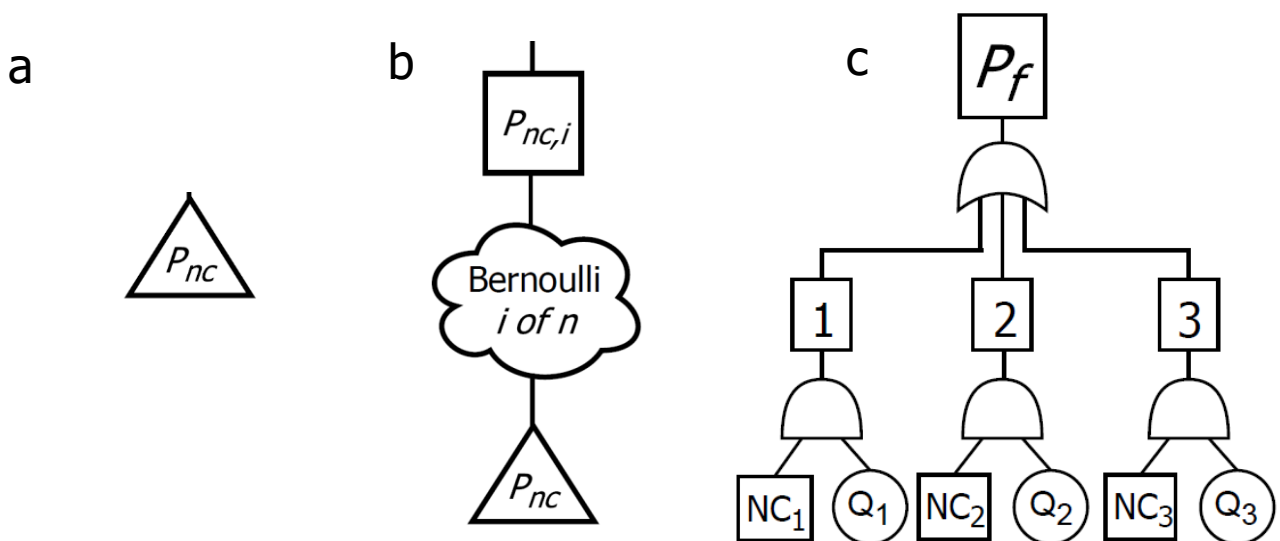 a
P_nc
b
P_nc,i
Bernoulli
i of n
P_nc
c
P_f
1
2
3
NC_1
Q_1
NC_2
Q_2
NC_3
Q_3